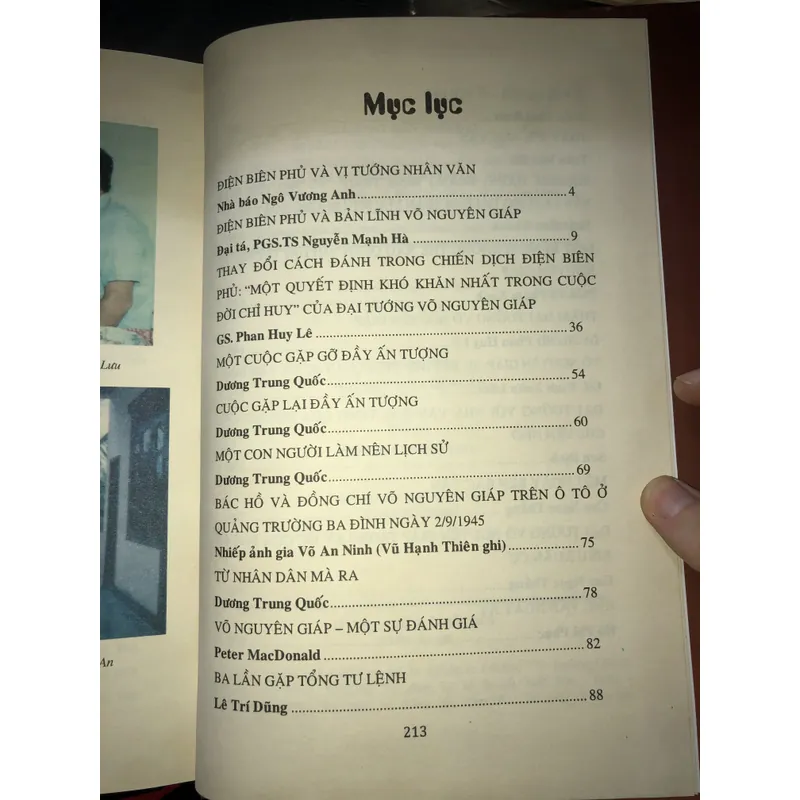 Lưu
An
Mục lục
ĐIỆN BIÊN PHỦ VÀ VỊ TƯỚNG NHÂN VĂN
Nhà báo Ngô Vương Anh................4
ĐIỆN BIÊN PHỦ VÀ BẢN LĨNH VÕ NGUYÊN GIÁP
Đại tá, PGS.TS Nguyễn Mạnh Hà................9
THAY ĐỔI CÁCH ĐÁNH TRONG CHIẾN DỊCH ĐIỆN BIÊN
PHỦ: “MỘT QUYẾT ĐỊNH KHÓ KHĂN NHẤT TRONG CUỘC
ĐỜI CHỈ HUY” CỦA ĐẠI TƯỚNG VÕ NGUYÊN GIÁP
GS. Phan Huy Lê................36
MỘT CUỘC GẶP GỠ ĐẦY ẤN TƯỢNG
Dương Trung Quốc................54
CUỘC GẶP LẠI ĐẦY ẤN TƯỢNG
Dương Trung Quốc................60
MỘT CON NGƯỜI LÀM NÊN LỊCH SỬ
Dương Trung Quốc................69
BÁC HỒ VÀ ĐỒNG CHÍ VÕ NGUYÊN GIÁP TRÊN Ô TÔ Ở
QUẢNG TRƯỜNG BA ĐÌNH NGÀY 2/9/1945
Nhiếp ảnh gia Võ An Ninh (Vũ Hạnh Thiên ghi)................75
TỪ NHÂN DÂN MÀ RA
Dương Trung Quốc................78
VÕ NGUYÊN GIÁP – MỘT SỰ ĐÁNH GIÁ
Peter MacDonald................82
BA LẦN GẶP TỔNG TƯ LỆNH
Lê Trí Dũng................88
213